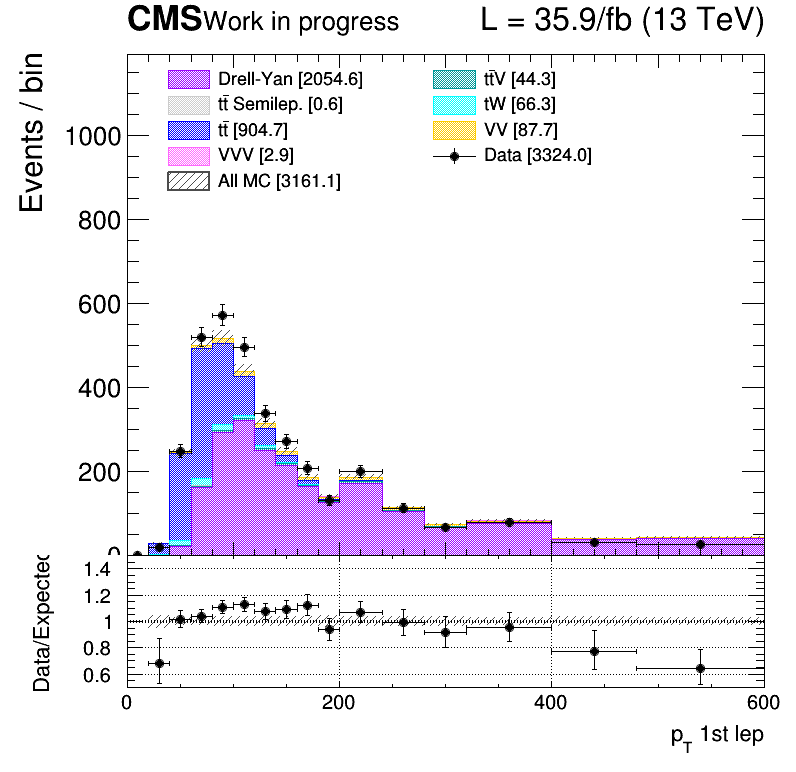 CMS Work in progress L = 35.9/fb (13 TeV)
Events / bin
Drell-Yan [2054.6]
tt̄ Semilep. [0.6]
tt̄ [904.7]
VVV [2.9]
All MC [3161.1]
tt̄V [44.3]
tW [66.3]
VV [87.7]
Data [3324.0]
1000
800
600
400
200
0
Data/Expected
1.4
1.2
1
0.8
0.6
0 200 400 600
p_T 1st lep